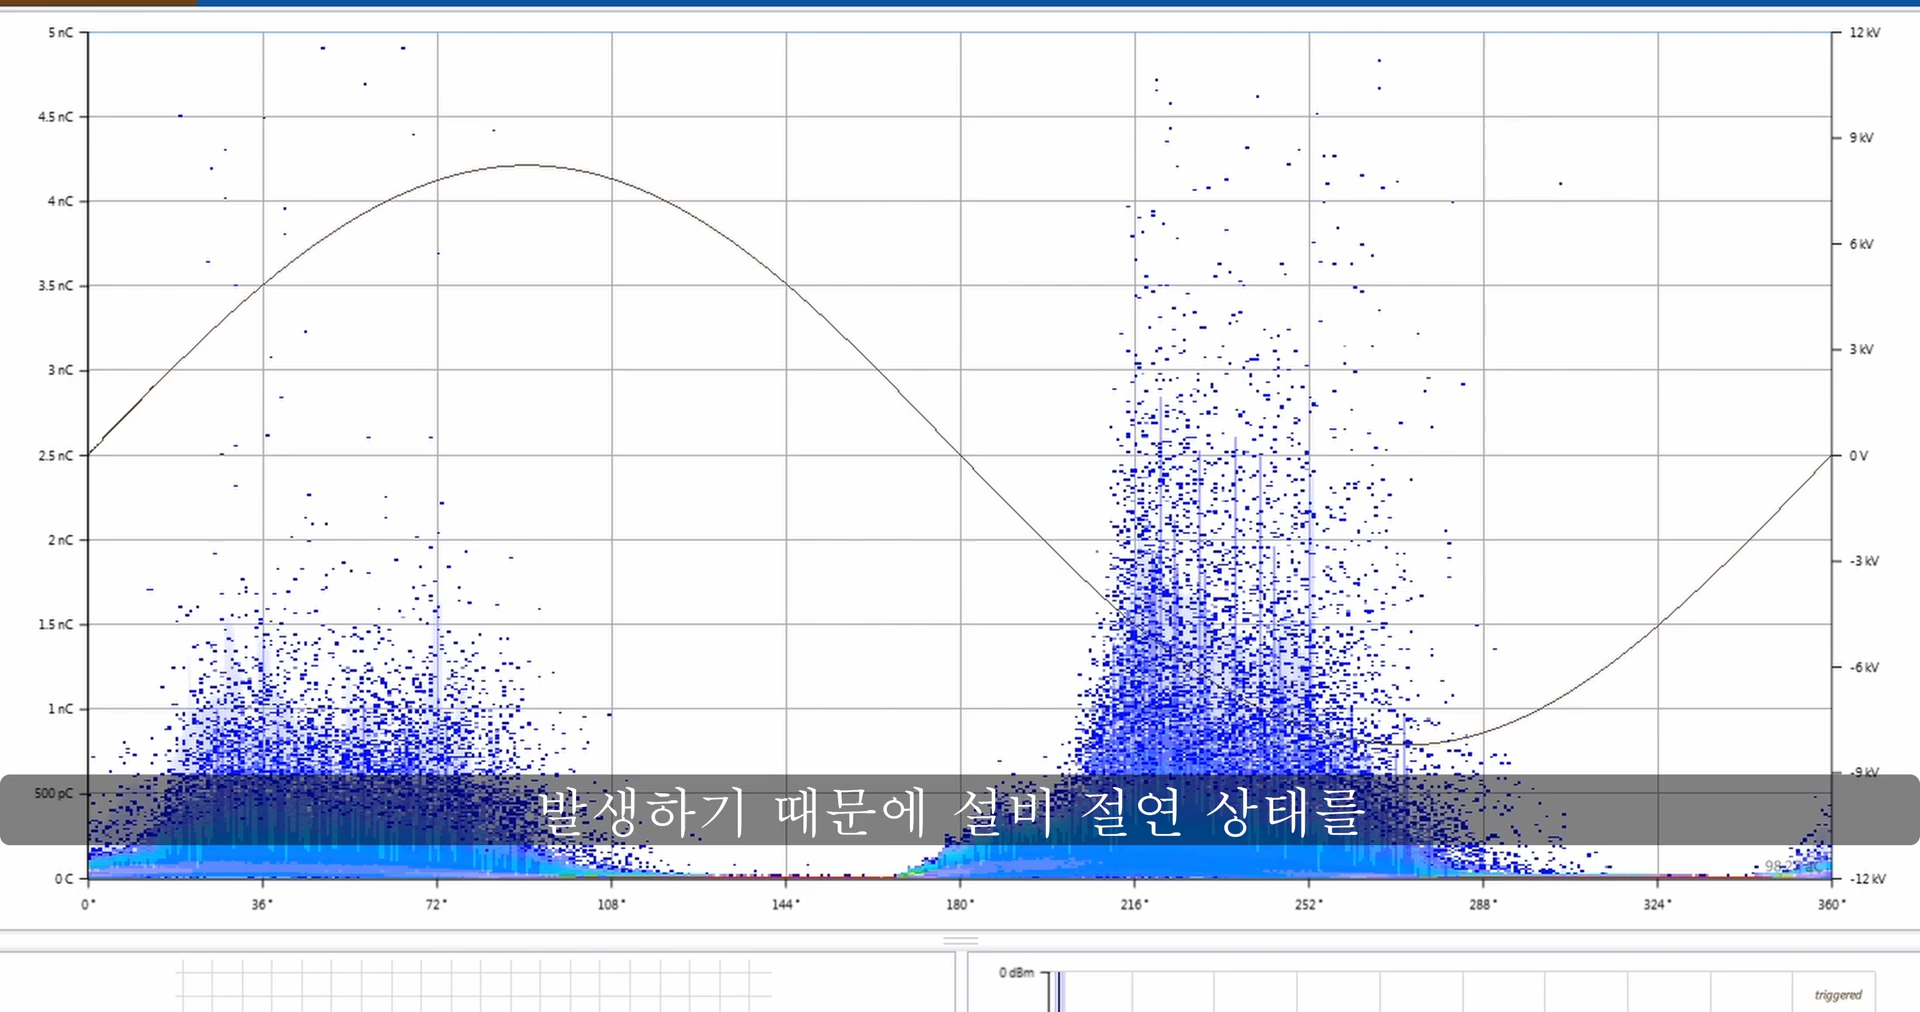 5 nC
12 kV
4.5 nC
9 kV
4 nC
6 kV
3.5 nC
3 nC
3 kV
2.5 nC
0 V
2 nC
-3 kV
1.5 nC
-6 kV
1 nC
-9 kV
500 pC
발생하기 때문에 설비 절연 상태를
0 C
-12 kV
0°
36°
72°
108°
144°
180°
216°
252°
288°
324°
360°
0 dBm
triggered